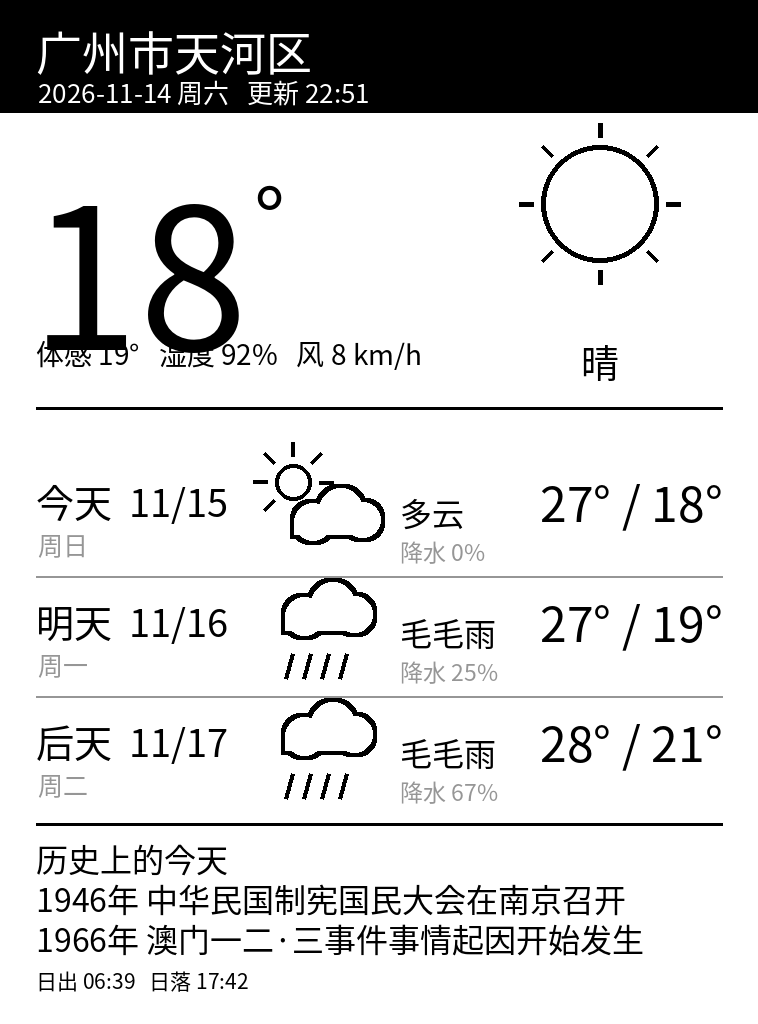 广州市天河区
2026-11-14 周六 更新 22:51
18°
体感 19° 湿度 92% 风 8 km/h
晴
今天 11/15
周日
多云
降水 0%
27° / 18°
明天 11/16
周一
毛毛雨
降水 25%
27° / 19°
后天 11/17
周二
毛毛雨
降水 67%
28° / 21°
历史上的今天
1946年 中华民国制宪国民大会在南京召开
1966年 澳门一二·三事件事情起因开始发生
日出 06:39 日落 17:42